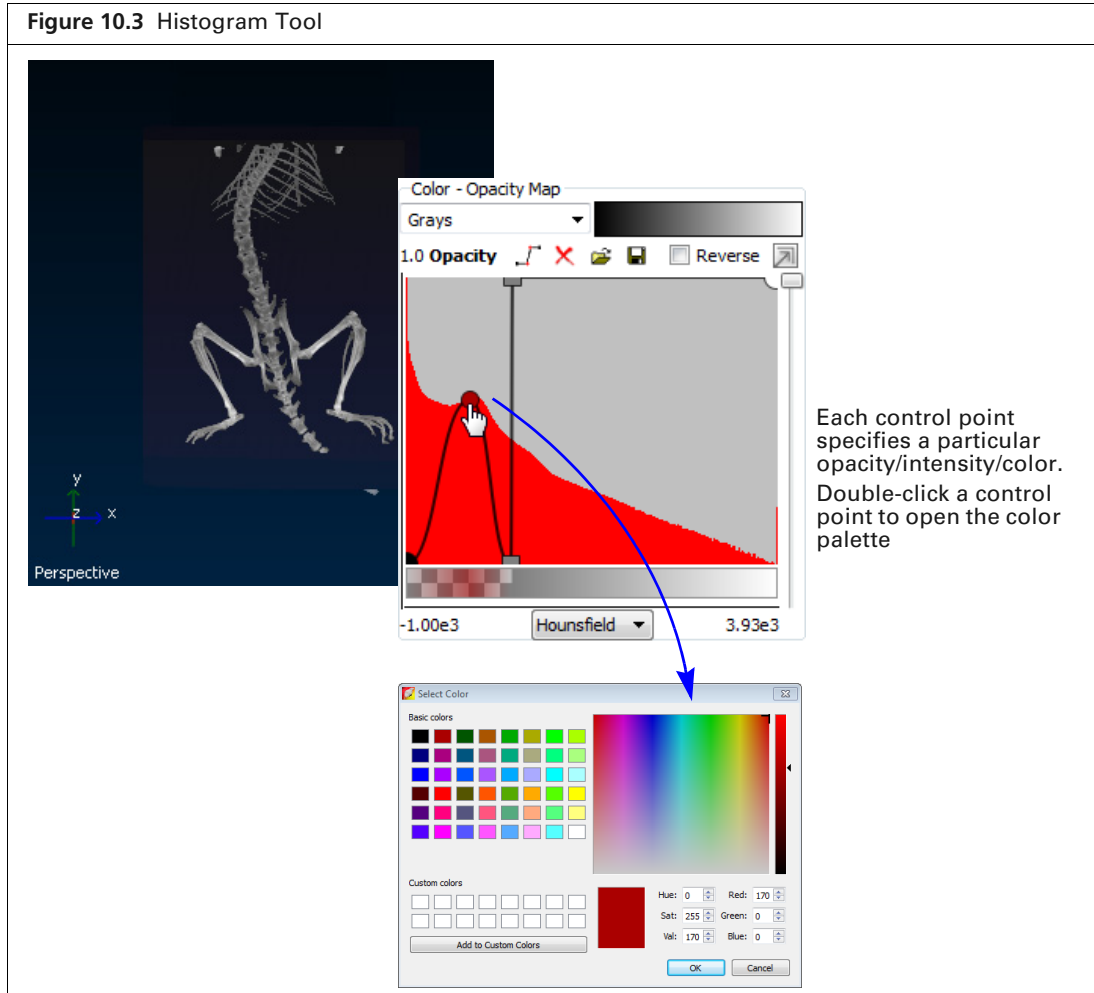 Figure 10.3 Histogram Tool
Color - Opacity Map
Grays
1.0 Opacity Reverse
Each control point
specifies a particular
opacity/intensity/color.
Double-click a control
point to open the color
palette
y
z x
Perspective
-1.00e3 Hounsfield 3.93e3
Select Color
Basic colors
Custom colors
Hue: 0 Red: 170
Sat: 255 Green: 0
Val: 170 Blue: 0
Add to Custom Colors
OK Cancel